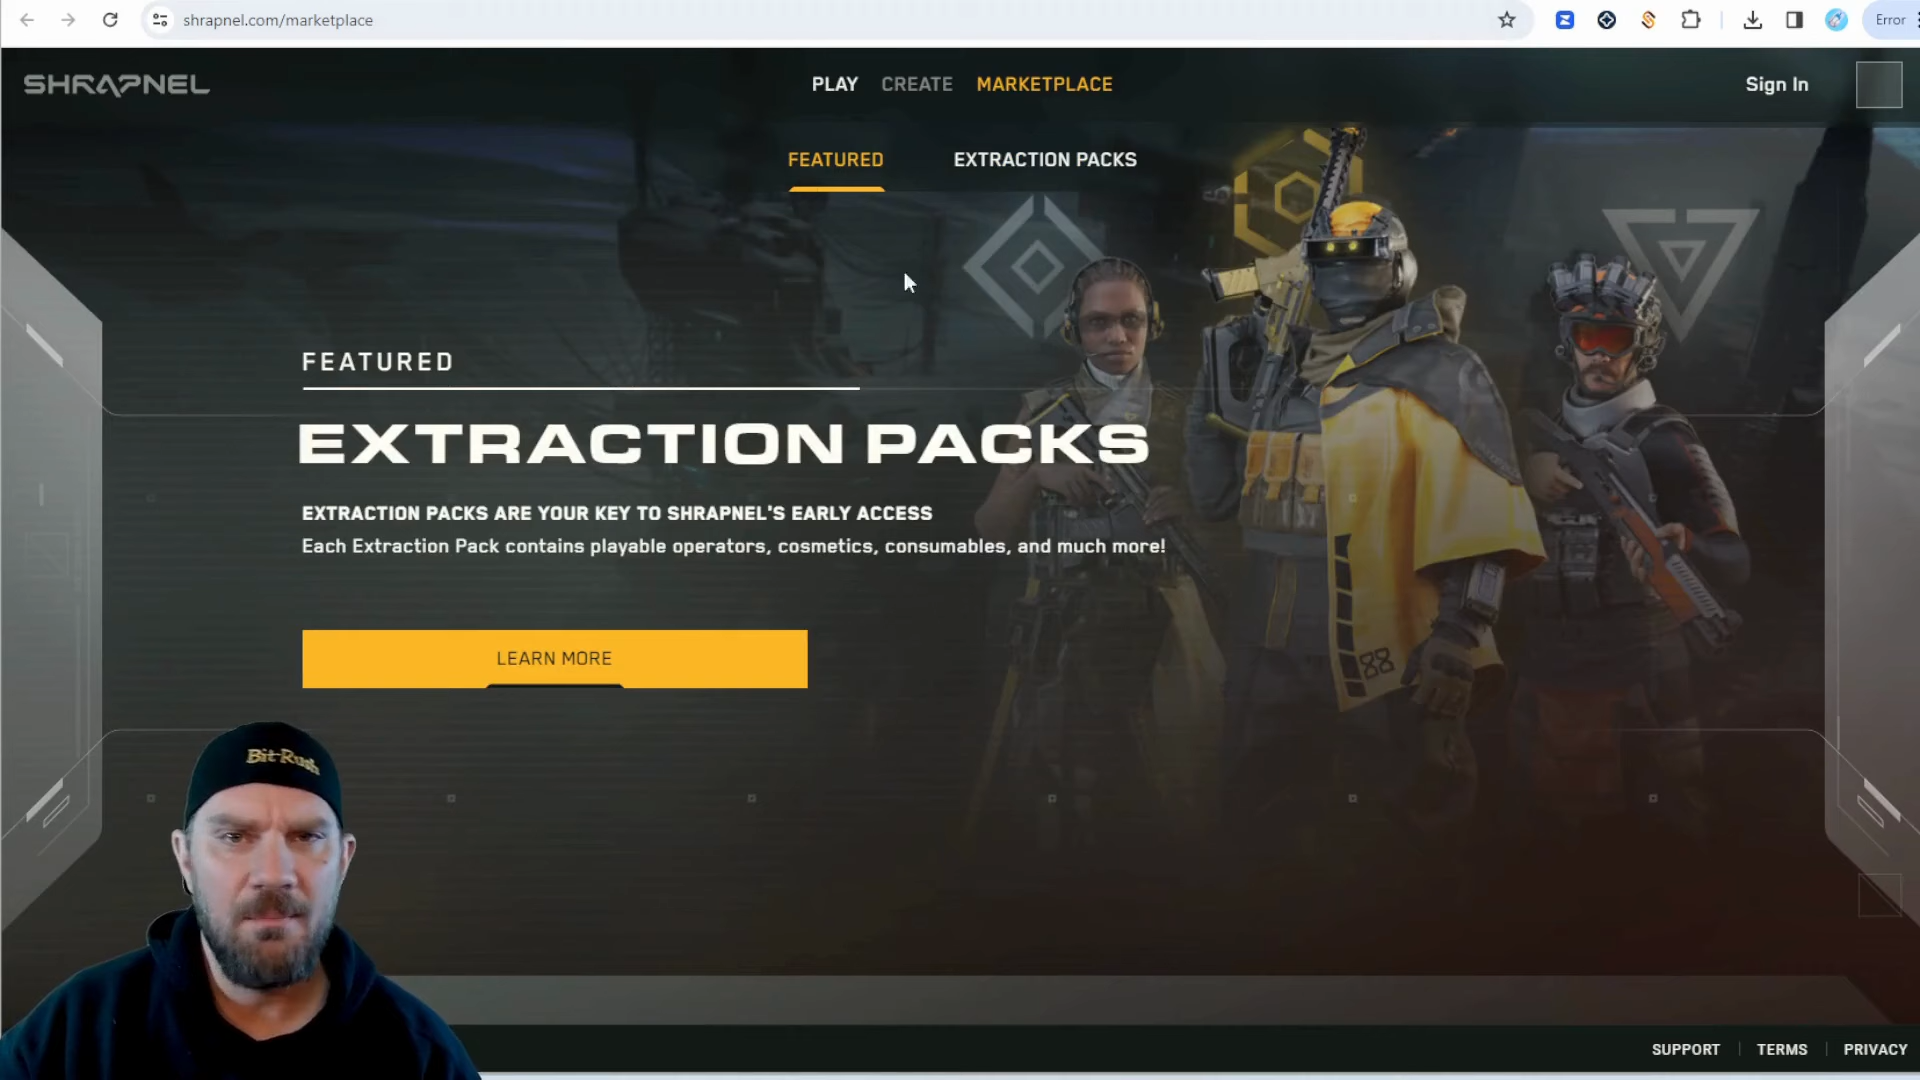 shrapnel.com/marketplace
Error
SHRAPNEL
PLAY CREATE MARKETPLACE
Sign In
FEATURED EXTRACTION PACKS
FEATURED
EXTRACTION PACKS
EXTRACTION PACKS ARE YOUR KEY TO SHRAPNEL'S EARLY ACCESS
Each Extraction Pack contains playable operators, cosmetics, consumables, and much more!
88
LEARN MORE
Bit-Rush
SUPPORT TERMS PRIVACY